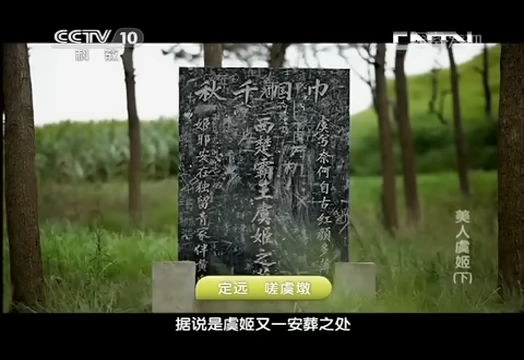 CCTV 10
科教
巾帼千秋
虞兮奈何自古红颜多
西楚霸王虞姬之
姬耶安在独留青冢伴
美人虞姬(下)
定远 嗟虞墩
据说是虞姬又一安葬之处